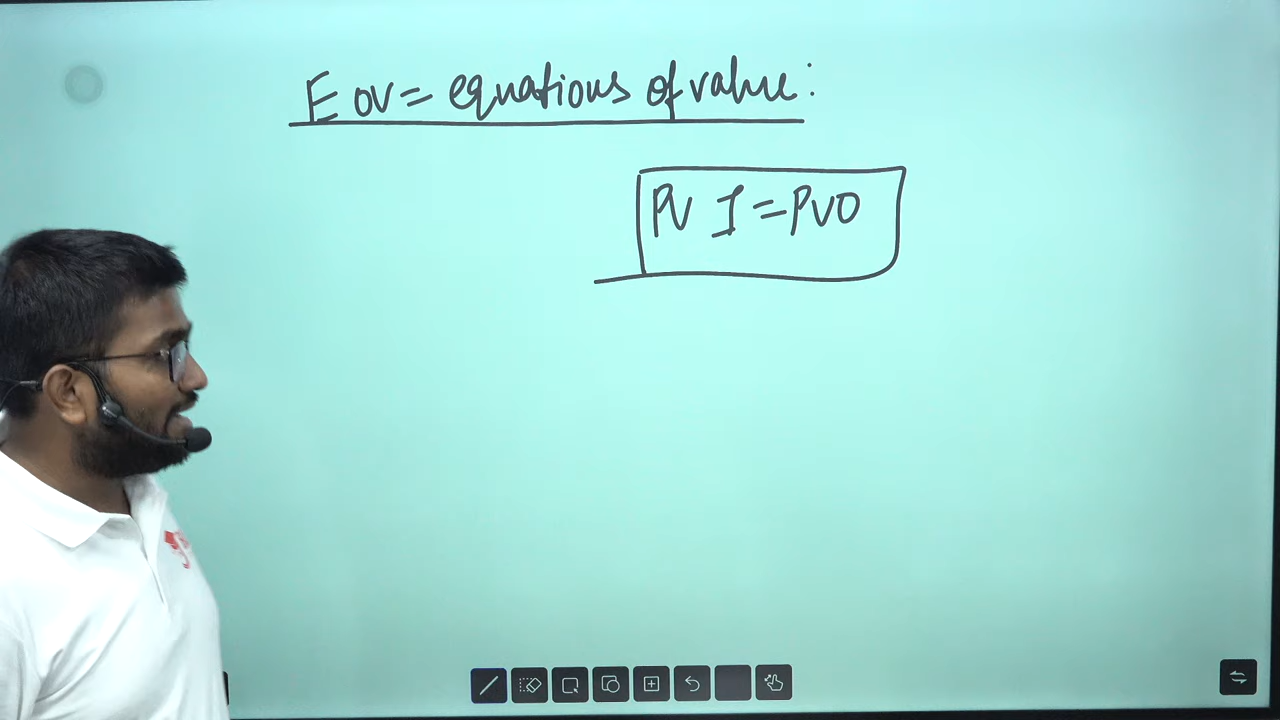 E ov = equations of value:
PV I = PVO